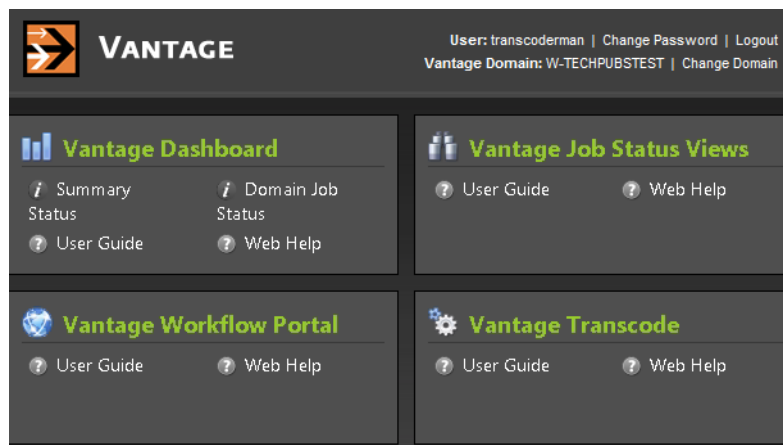 VANTAGE
User: transcoderman | Change Password | Logout
Vantage Domain: W-TECHPUBSTEST | Change Domain
Vantage Dashboard
Summary Status
Domain Job Status
User Guide
Web Help
Vantage Job Status Views
User Guide
Web Help
Vantage Workflow Portal
User Guide
Web Help
Vantage Transcode
User Guide
Web Help